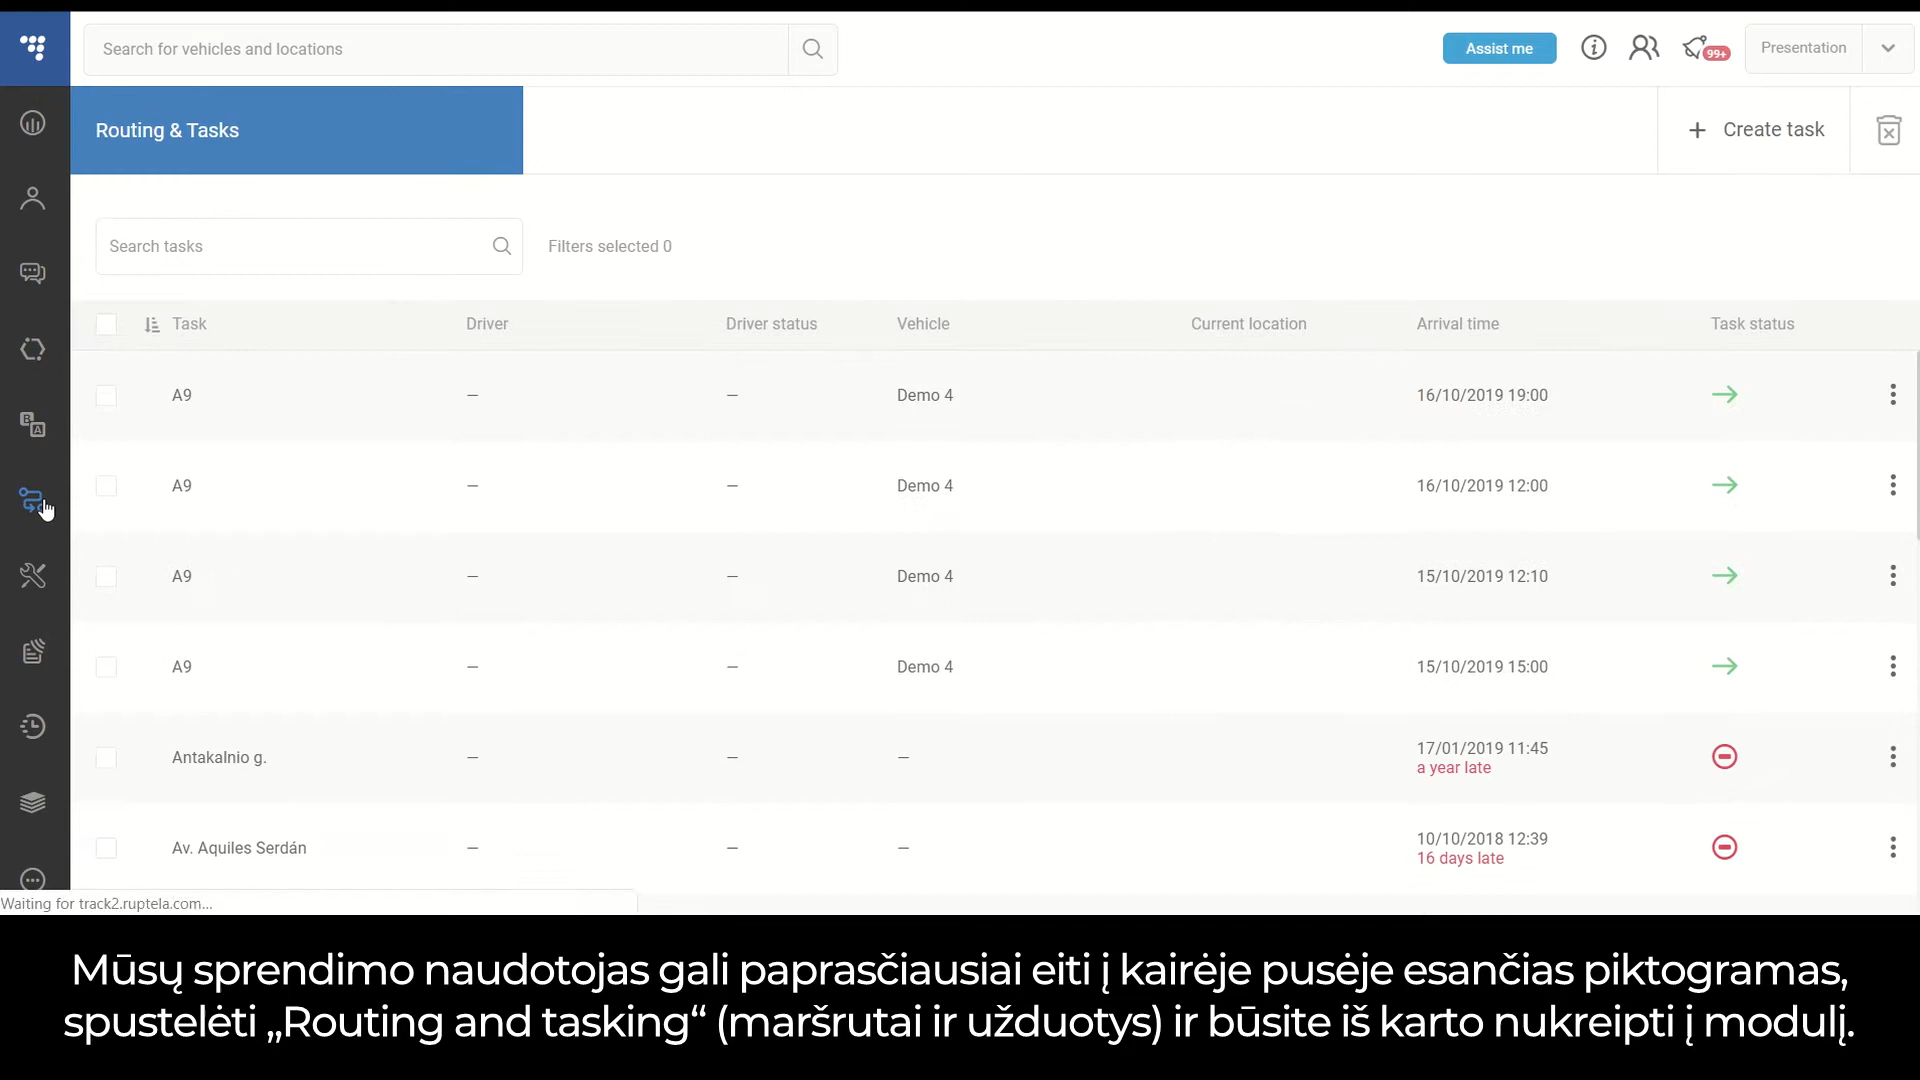 Search for vehicles and locations
Assist me
99+
Presentation
Routing & Tasks
+ Create task
Search tasks
Filters selected 0
Task Driver Driver status Vehicle Current location Arrival time Task status
A9 – – Demo 4 16/10/2019 19:00
A9 – – Demo 4 16/10/2019 12:00
A9 – – Demo 4 15/10/2019 12:10
A9 – – Demo 4 15/10/2019 15:00
Antakalnio g. – – – 17/01/2019 11:45
a year late
Av. Aquiles Serdán – – – 10/10/2018 12:39
16 days late
Waiting for track2.ruptela.com...
Mūsų sprendimo naudotojas gali paprasčiausiai eiti į kairėje pusėje esančias piktogramas,
spustelėti „Routing and tasking“ (maršrutai ir užduotys) ir būsite iš karto nukreipti į modulį.